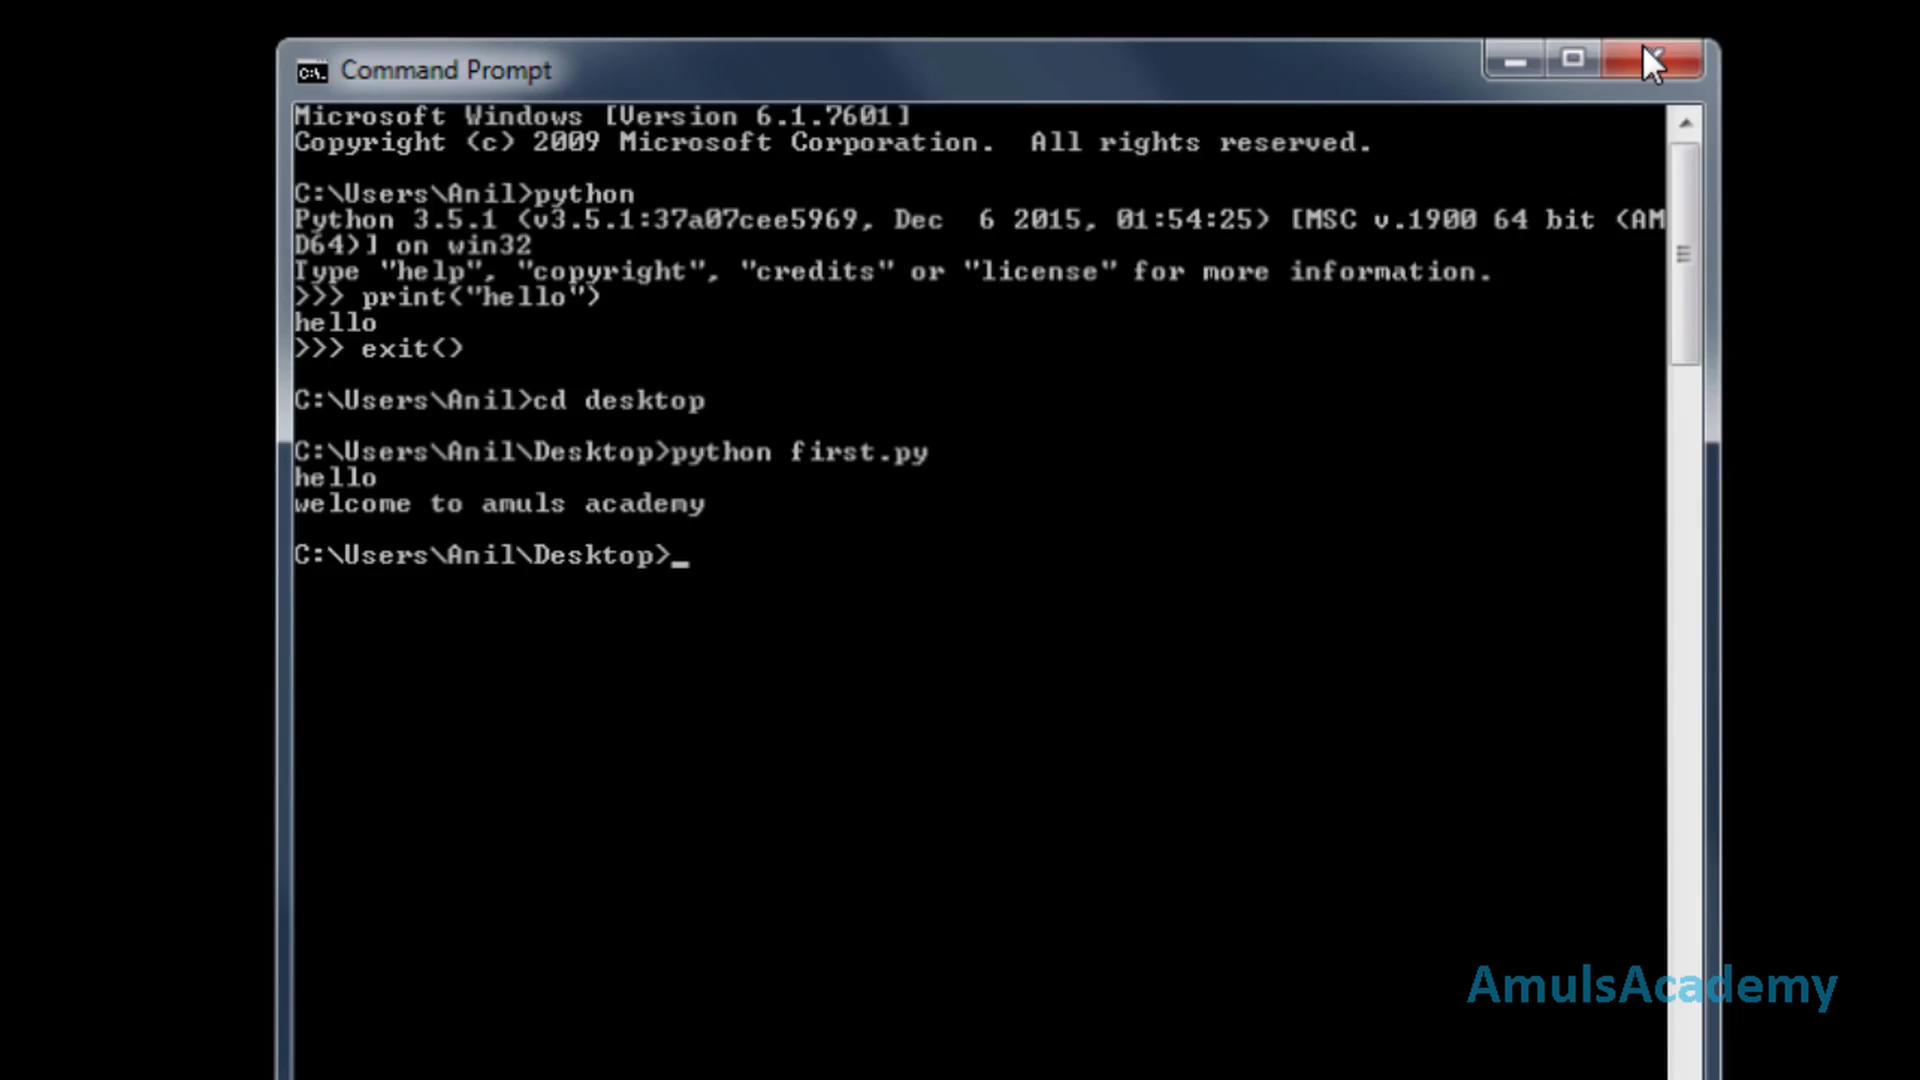 Command Prompt
Microsoft Windows [Version 6.1.7601]
Copyright (c) 2009 Microsoft Corporation.  All rights reserved.
C:\Users\Anil>python
Python 3.5.1 (v3.5.1:37a07cee5969, Dec  6 2015, 01:54:25) [MSC v.1900 64 bit (AM
D64)] on win32
Type "help", "copyright", "credits" or "license" for more information.
>>> print("hello")
hello
>>> exit()
C:\Users\Anil>cd desktop
C:\Users\Anil\Desktop>python first.py
hello
welcome to amuls academy
C:\Users\Anil\Desktop>_
AmulsAcademy